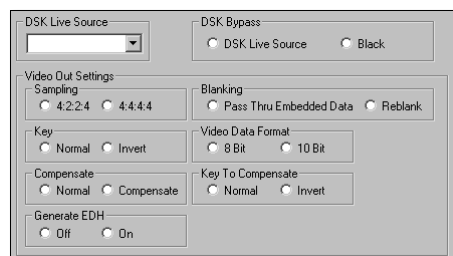 DSK Live Source
DSK Bypass
DSK Live Source
Black
Video Out Settings
Sampling
4:2:2:4
4:4:4:4
Blanking
Pass Thru Embedded Data
Reblank
Key
Normal
Invert
Video Data Format
8 Bit
10 Bit
Compensate
Normal
Compensate
Key To Compensate
Normal
Invert
Generate EDH
Off
On